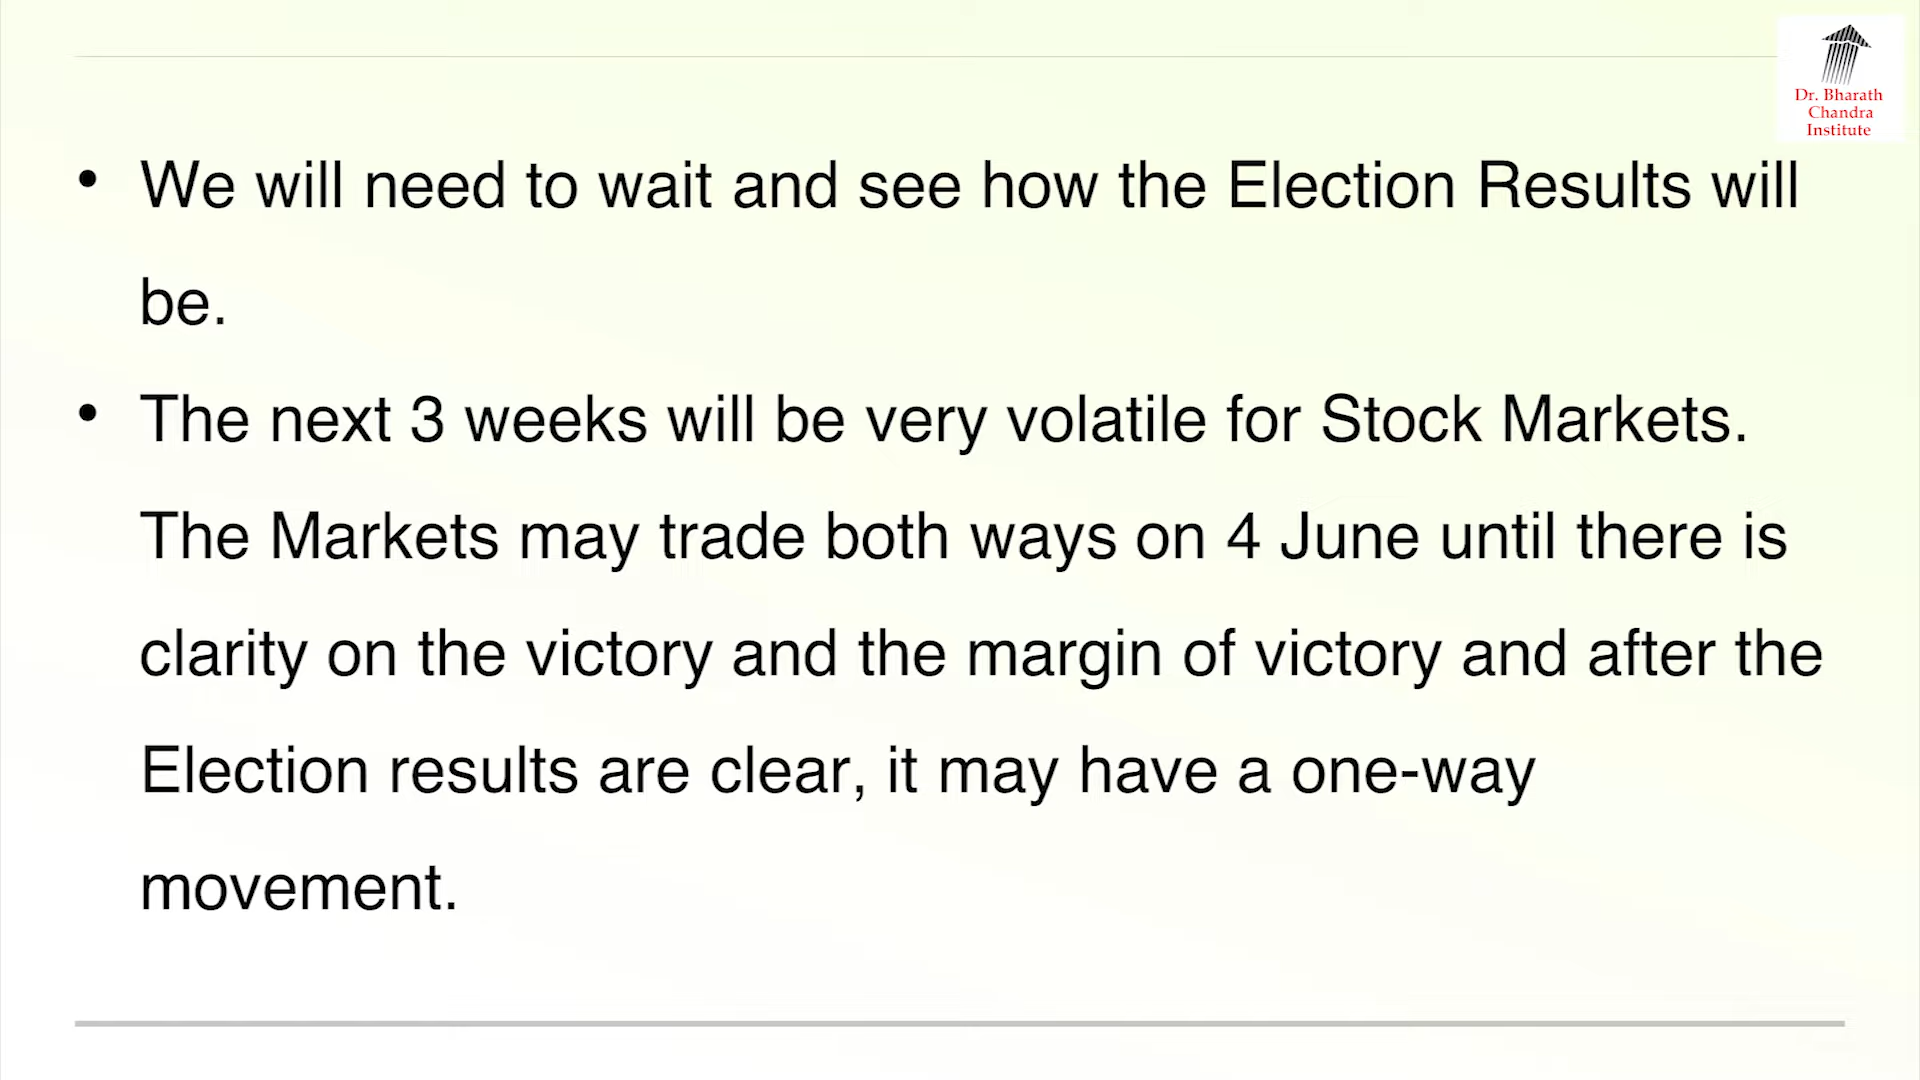 Dr. Bharath
Chandra
Institute
• We will need to wait and see how the Election Results will
be.
• The next 3 weeks will be very volatile for Stock Markets.
The Markets may trade both ways on 4 June until there is
clarity on the victory and the margin of victory and after the
Election results are clear, it may have a one-way
movement.